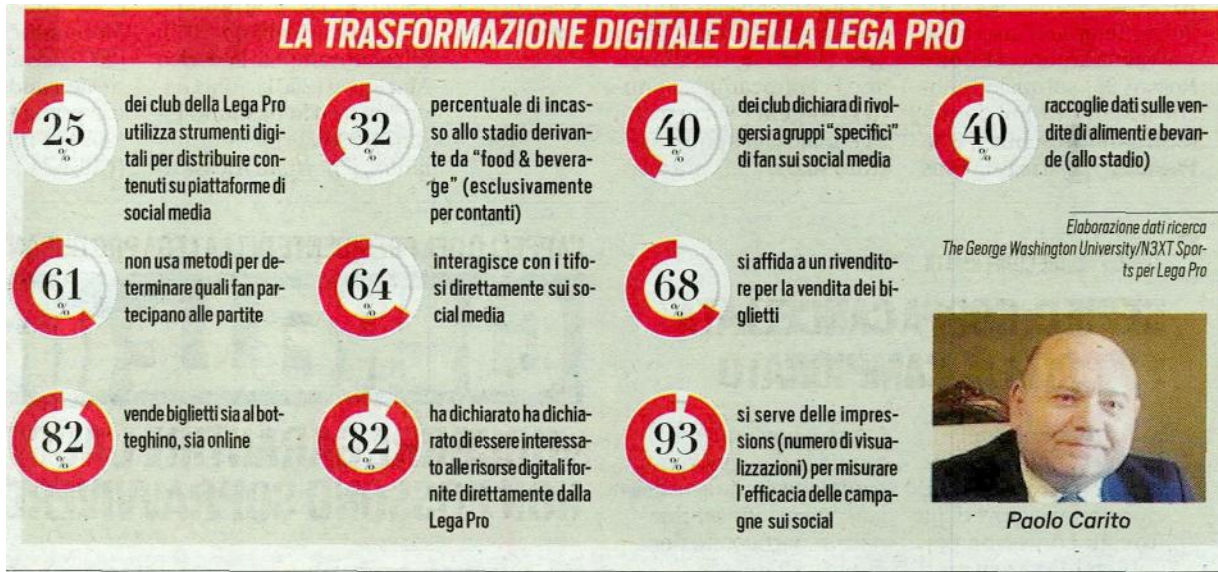 LA TRASFORMAZIONE DIGITALE DELLA LEGA PRO
25
%
dei club della Lega Pro
utilizza strumenti digi-
tali per distribuire con-
tenuti su piattaforme di
social media
32
%
percentuale di incas-
so allo stadio derivan-
te da "food & bevera-
ge" (esclusivamente
per contanti)
40
%
dei club dichiara di rivol-
gersi a gruppi "specifici"
di fan sui social media
40
%
raccoglie dati sulle ven-
dite di alimenti e bevan-
de (allo stadio)
61
%
non usa metodi per de-
terminare quali fan par-
tecipano alle partite
64
%
interagisce con i tifo-
si direttamente sui so-
cial media
68
%
si affida a un rivendito-
re per la vendita dei bi-
glietti
Elaborazione dati ricerca
The George Washington University/N3XT Spor-
ts per Lega Pro
82
%
vende biglietti sia al bot-
teghino, sia online
82
%
ha dichiarato ha dichia-
rato di essere interessa-
to alle risorse digitali for-
nite direttamente dalla
Lega Pro
93
%
si serve delle impres-
sions (numero di visua-
lizzazioni) per misurare
l'efficacia delle campa-
gne sui social
Paolo Carito